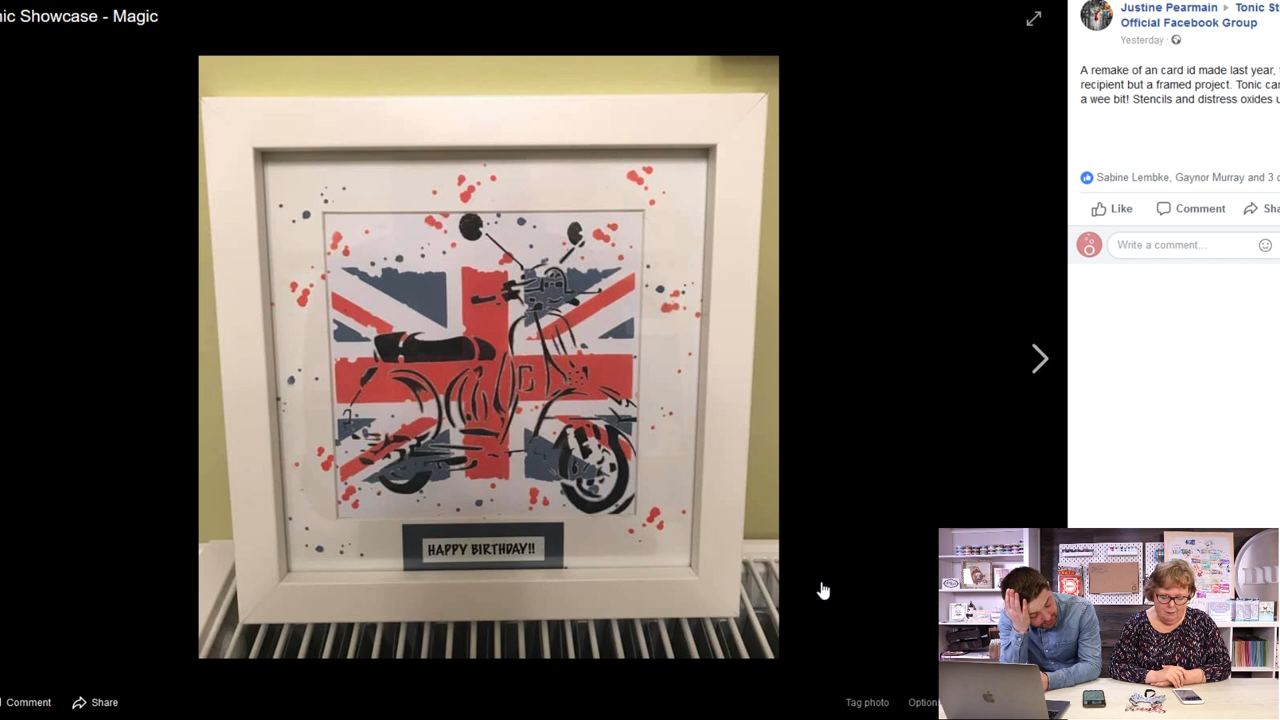 ic Showcase - Magic
Justine Pearmain ▸ Tonic St
Official Facebook Group
Yesterday ·
A remake of an card id made last year,
recipient but a framed project. Tonic
a wee bit! Stencils and distress oxides
Sabine Lembke, Gaynor Murray and 3
Like Comment Sha
Write a comment...
HAPPY BIRTHDAY!!
Comment Share Tag photo Option